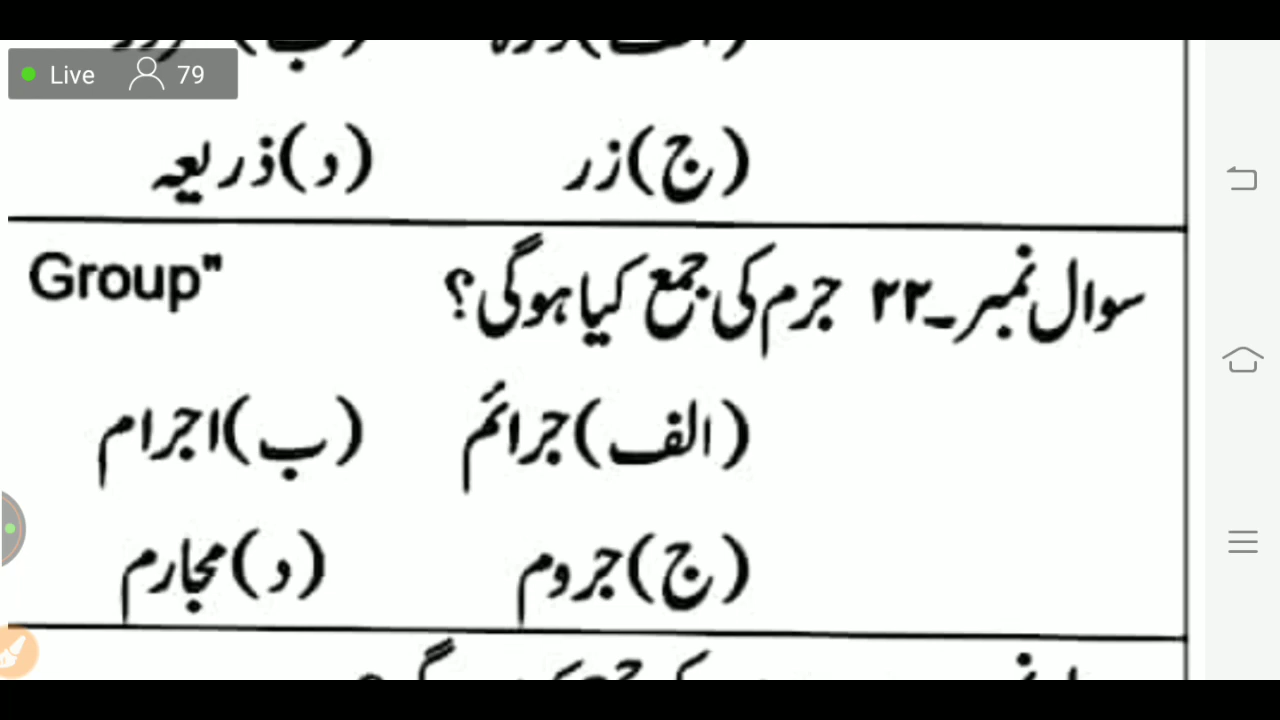 Live 79
(ج) زر (د) ذریعہ
سوال نمبر۔۲۲ جرم کی جمع کیا ہوگی؟ Group"
(الف) جرائم (ب) اجرام
(ج) جروم (د) مجارم